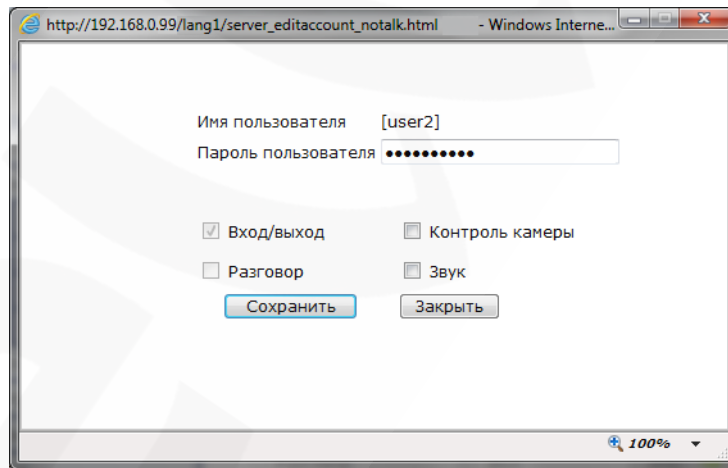 http://192.168.0.99/lang1/server_editaccount_notalk.html - Windows Interne...
Имя пользователя [user2]
Пароль пользователя ••••••••••
Вход/выход Контроль камеры
Разговор Звук
Сохранить Закрыть
100%